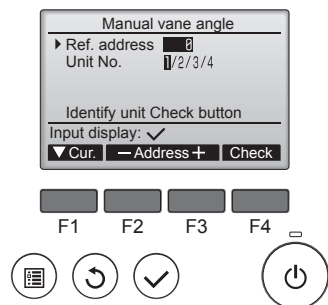 Manual vane angle
Ref. address 0
Unit No. 1/2/3/4
Identify unit Check button
Input display: ✓
▼ Cur. − Address + Check
F1 F2 F3 F4